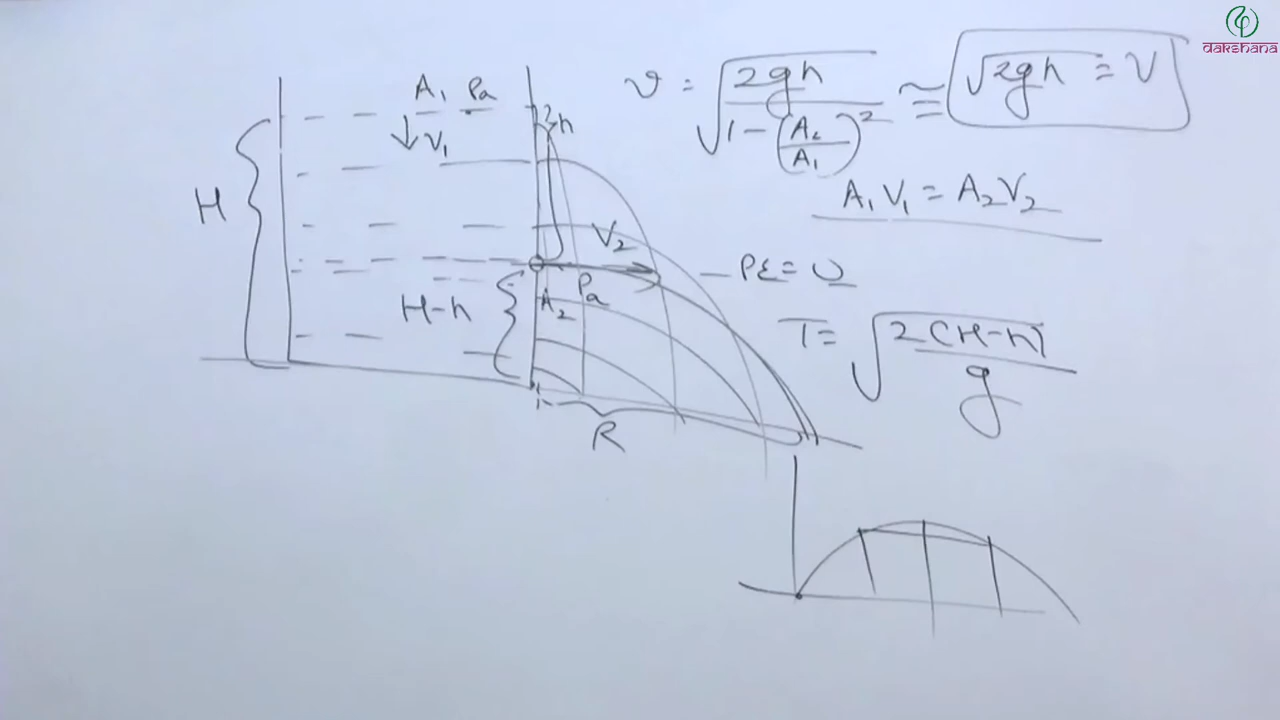 dakshana
A₁ Pa
V₁
h
H
V₂
Pa
A₂
H-h
R
v = √(2gh / (1 - (A₂/A₁)²)) ≅ √2gh = V
A₁V₁ = A₂V₂
PE = 0
T = √(2(H-h)/g)